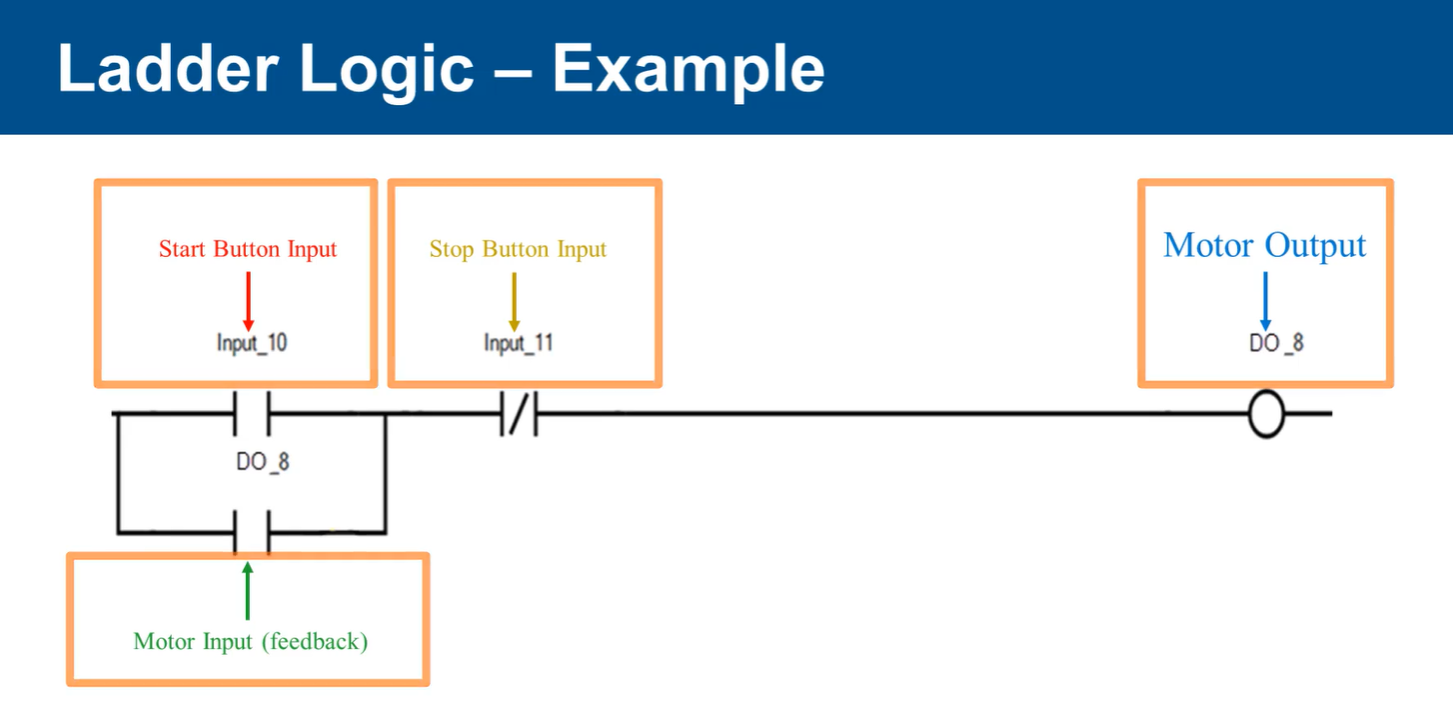 Ladder Logic – Example
Start Button Input
Stop Button Input
Motor Output
Input_10
Input_11
DO_8
DO_8
Motor Input (feedback)